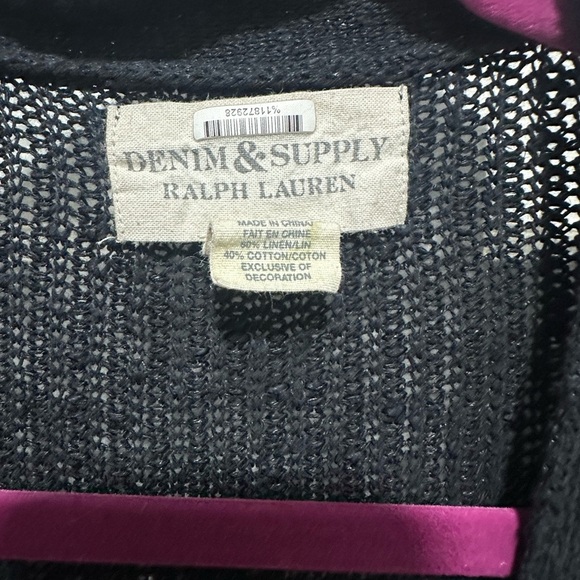 %11872928
DENIM & SUPPLY
RALPH LAUREN
MADE IN CHINA/
FAIT EN CHINE
60% LINEN/LIN
40% COTTON/COTON
EXCLUSIVE OF
DECORATION